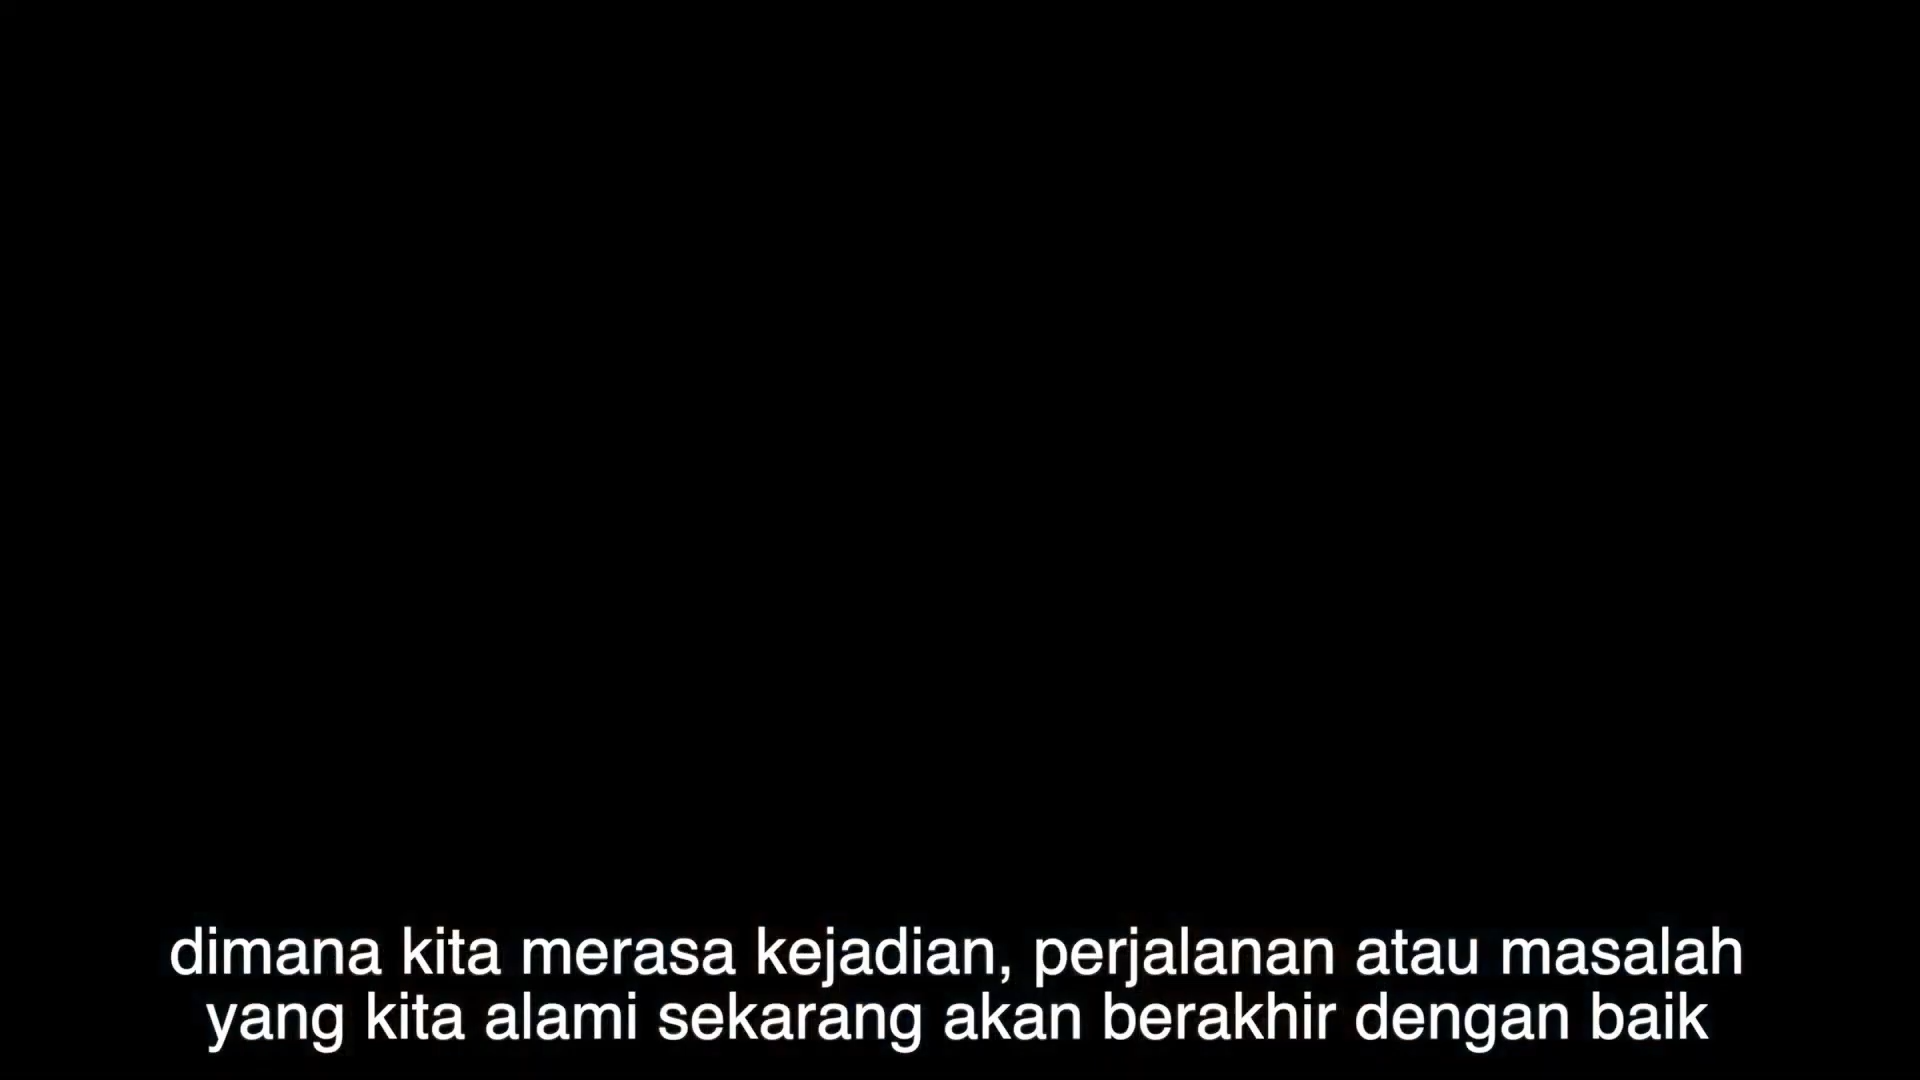 dimana kita merasa kejadian, perjalanan atau masalah
yang kita alami sekarang akan berakhir dengan baik